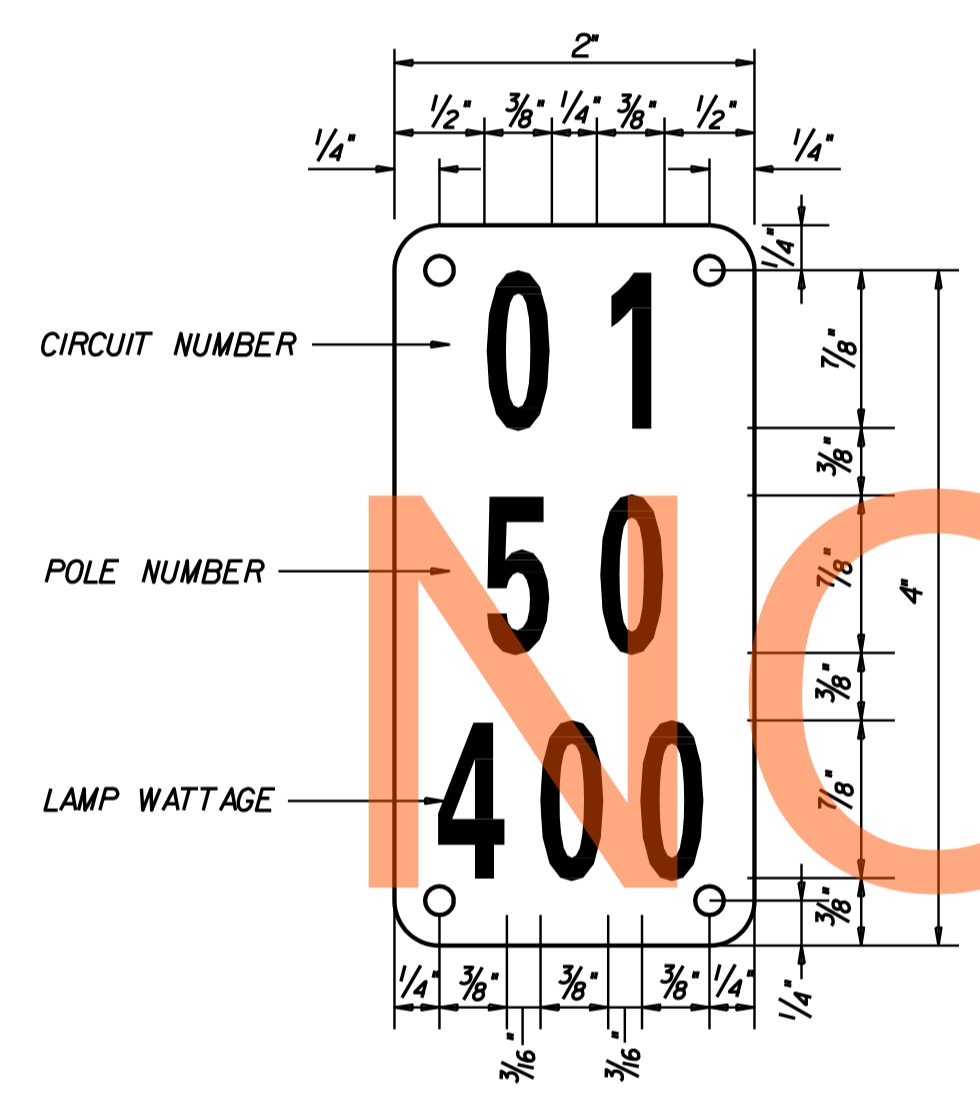 2"
1/2" 3/8" 1/4" 3/8" 1/2"
1/4" 1/4"
1/4"
CIRCUIT NUMBER 0 1 7/8"
3/8"
POLE NUMBER 5 0 7/8" 4"
3/8"
LAMP WATTAGE 4 0 0 7/8"
3/8"
1/4" 3/8" 3/8" 3/8" 1/4" 1/4"
3/16" 3/16"
NO